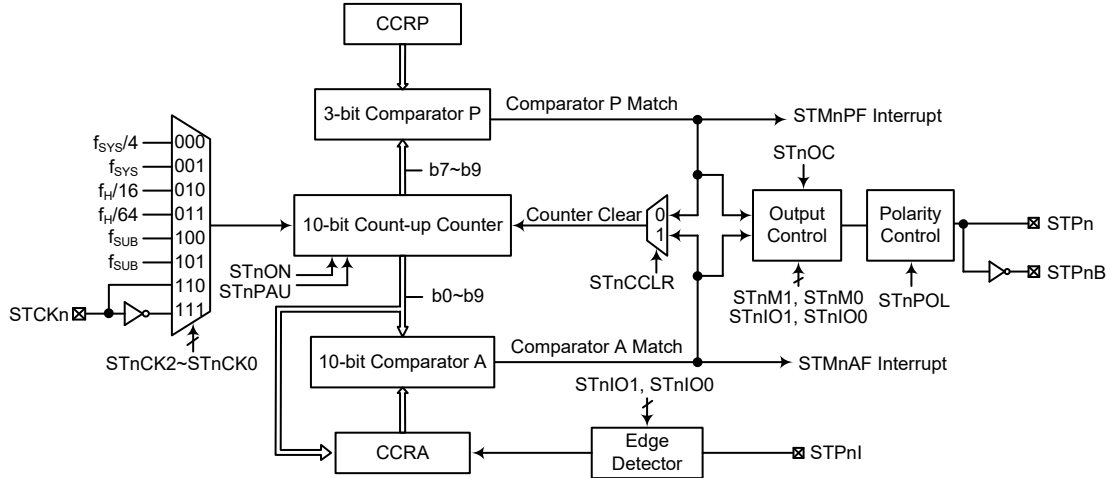 CCRP
3-bit Comparator P
Comparator P Match
STMnPF Interrupt
fSYS/4
000
fSYS
001
fH/16
010
fH/64
011
fSUB
100
fSUB
101
110
111
STCKn
STnCK2~STnCK0
b7~b9
10-bit Count-up Counter
STnON
STnPAU
b0~b9
Counter Clear
0
1
STnCCLR
STnOC
Output
Control
STnM1, STnM0
STnIO1, STnIO0
Polarity
Control
STnPOL
STPn
STPnB
10-bit Comparator A
Comparator A Match
STMnAF Interrupt
STnIO1, STnIO0
CCRA
Edge
Detector
STPnI